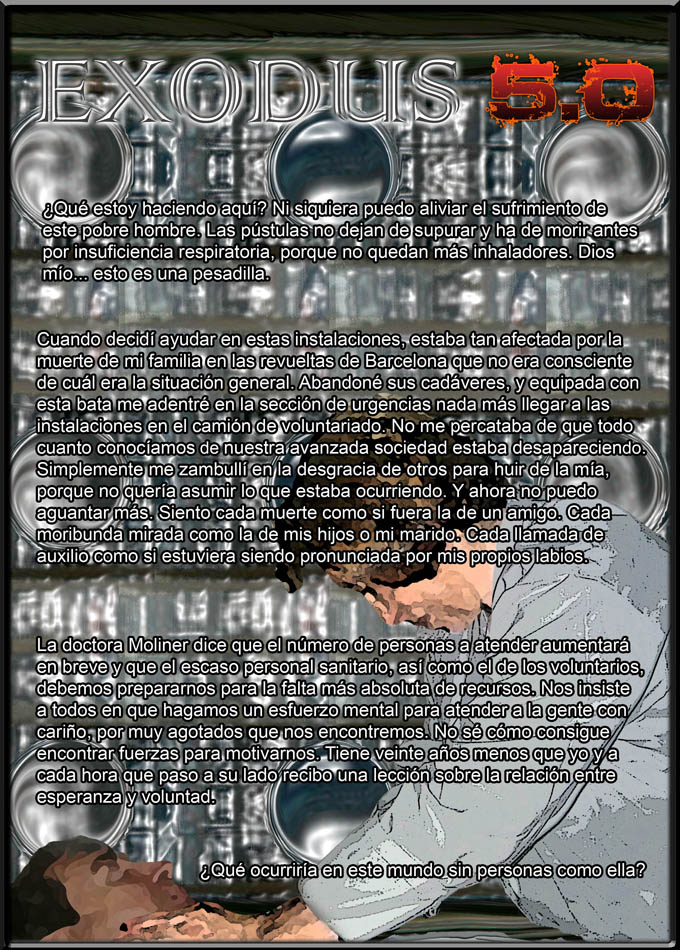 EXODUS 5.0
¿Qué estoy haciendo aquí? Ni siquiera puedo aliviar el sufrimiento de
este pobre hombre. Las pústulas no dejan de supurar y ha de morir antes
por insuficiencia respiratoria, porque no quedan más inhaladores. Dios
mío... esto es una pesadilla.
Cuando decidí ayudar en estas instalaciones, estaba tan afectada por la
muerte de mi familia en las revueltas de Barcelona que no era consciente
de cuál era la situación general. Abandoné sus cadáveres, y equipada con
esta bata me adentré en la sección de urgencias nada más llegar a las
instalaciones en el camión de voluntariado. No me percataba de que todo
cuanto conocíamos de nuestra avanzada sociedad estaba desapareciendo.
Simplemente me zambullí en la desgracia de otros para huir de la mía,
porque no quería asumir lo que estaba ocurriendo. Y ahora no puedo
aguantar más. Siento cada muerte como si fuera la de un amigo. Cada
moribunda mirada como la de mis hijos o mi marido. Cada llamada de
auxilio como si estuviera siendo pronunciada por mis propios labios.
La doctora Moliner dice que el número de personas a atender aumentará
en breve y que el escaso personal sanitario, así como el de los voluntarios,
debemos prepararnos para la falta más absoluta de recursos. Nos insiste
a todos en que hagamos un esfuerzo mental para atender a la gente con
cariño, por muy agotados que nos encontremos. No sé cómo consigue
encontrar fuerzas para motivarnos. Tiene veinte años menos que yo y a
cada hora que paso a su lado recibo una lección sobre la relación entre
esperanza y voluntad.
¿Qué ocurriría en este mundo sin personas como ella?